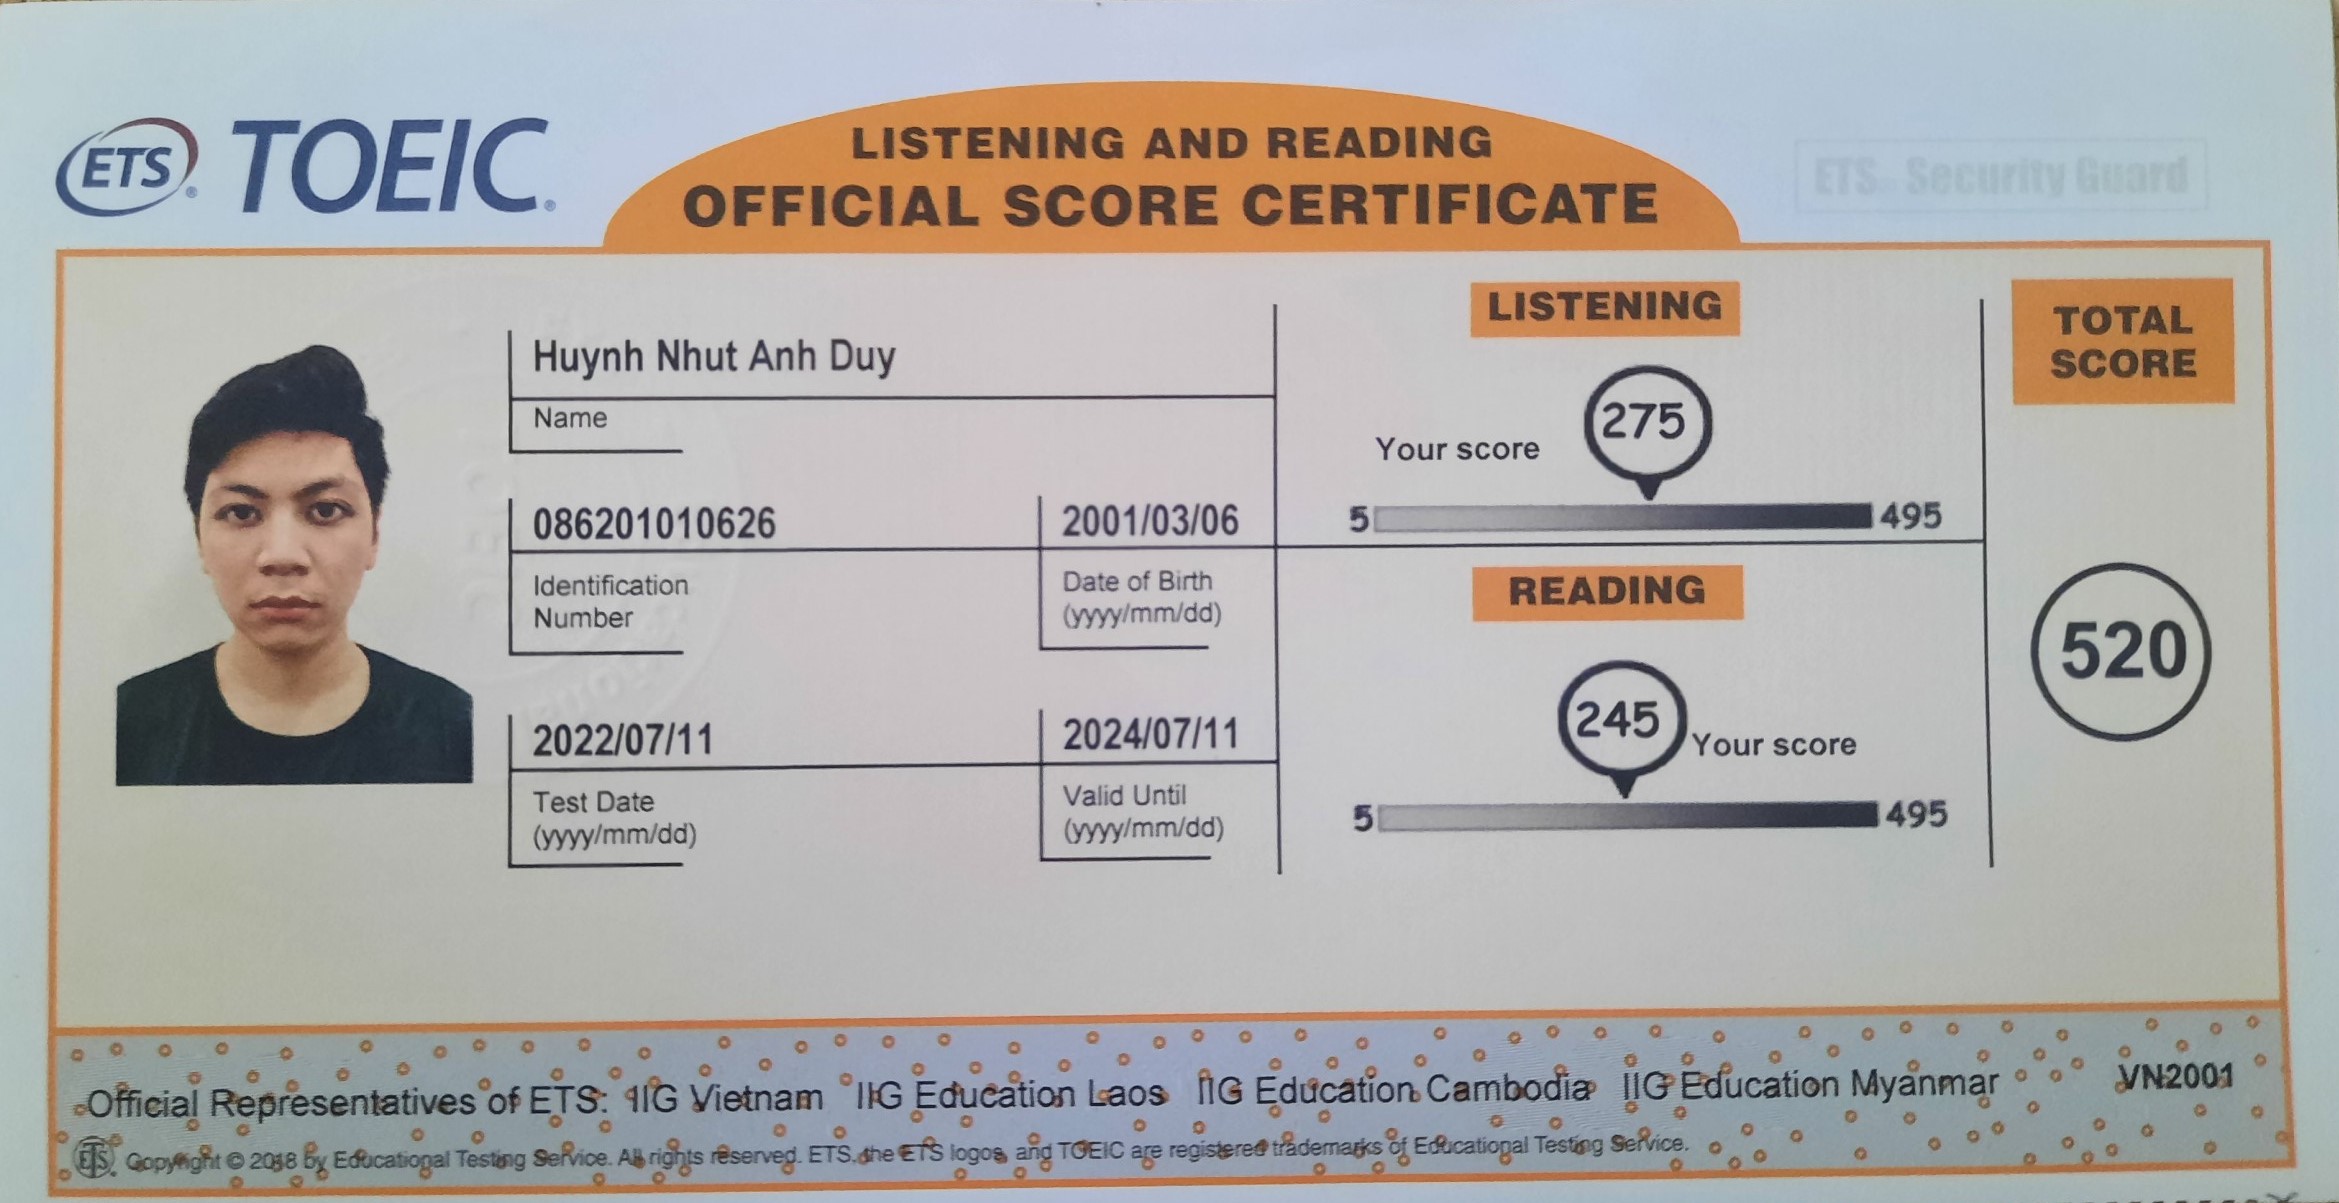 ETS® TOEIC®
LISTENING AND READING
OFFICIAL SCORE CERTIFICATE
ETS® Security Guard
Huynh Nhut Anh Duy
Name
086201010626
Identification
Number
2001/03/06
Date of Birth
(yyyy/mm/dd)
2022/07/11
Test Date
(yyyy/mm/dd)
2024/07/11
Valid Until
(yyyy/mm/dd)
LISTENING
275
Your score
5 495
READING
245
Your score
5 495
TOTAL
SCORE
520
Official Representatives of ETS: IIG Vietnam IIG Education Laos IIG Education Cambodia IIG Education Myanmar VN2001
ETS® Copyright © 2018 by Educational Testing Service. All rights reserved. ETS, the ETS logos, and TOEIC are registered trademarks of Educational Testing Service.